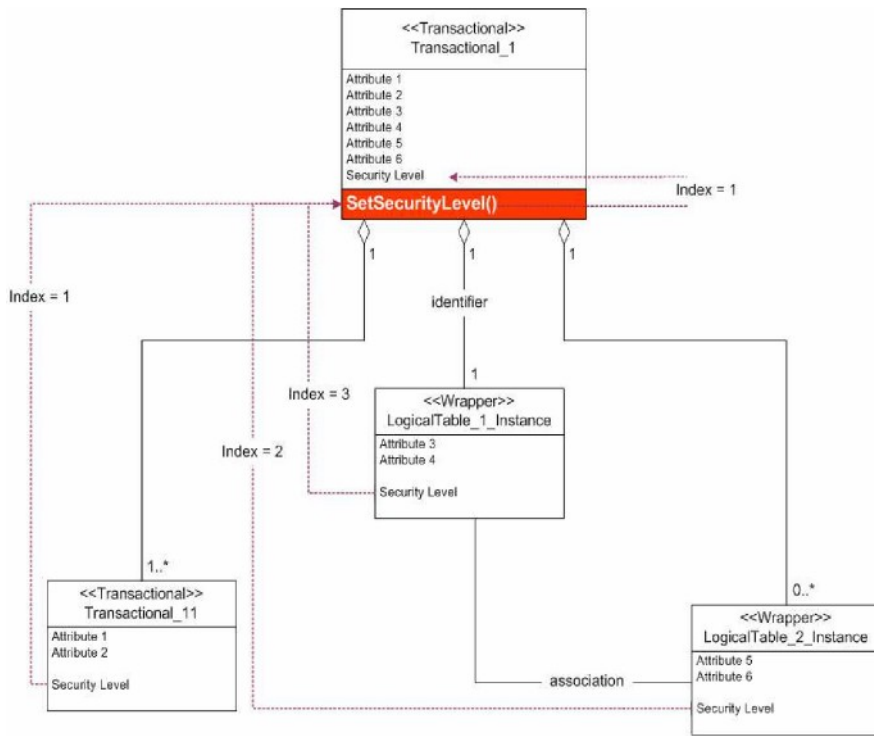 <<Transactional>>
Transactional_1
Attribute 1
Attribute 2
Attribute 3
Attribute 4
Attribute 5
Attribute 6
Security Level
Index = 1
SetSecurityLevel()
1
1
1
Index = 1
identifier
Index = 3
1
<<Wrapper>>
LogicalTable_1_Instance
Attribute 3
Attribute 4
Security Level
Index = 2
1..*
<<Transactional>>
Transactional_11
Attribute 1
Attribute 2
Security Level
0..*
<<Wrapper>>
LogicalTable_2_Instance
Attribute 5
Attribute 6
Security Level
association